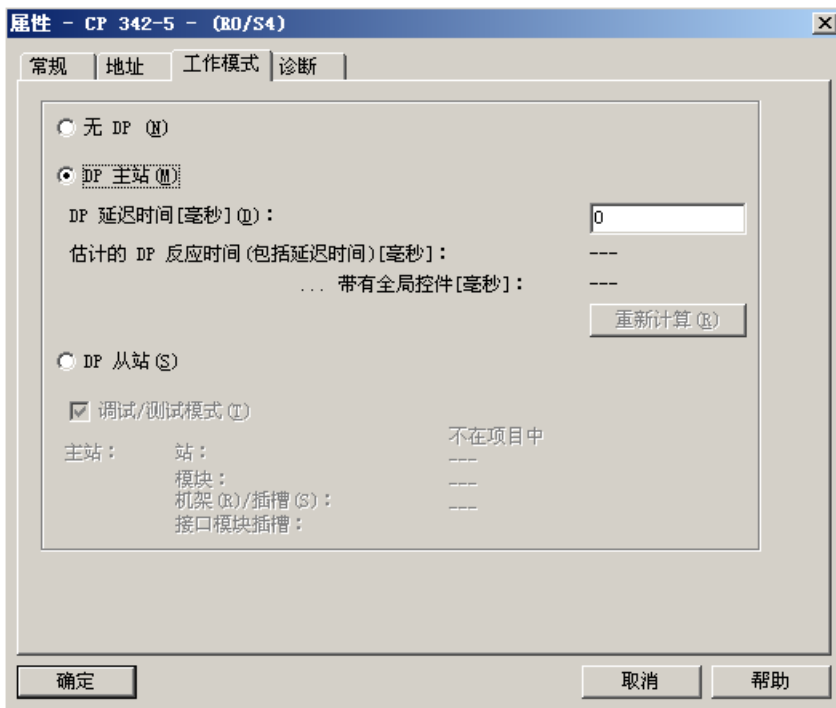 属性 - CP 342-5 - (R0/S4)
常规 地址 工作模式 诊断
无 DP (N)
DP 主站(M)
DP 延迟时间[毫秒](D): 0
估计的 DP 反应时间(包括延迟时间)[毫秒]: ---
... 带有全局控件[毫秒]: ---
重新计算(R)
DP 从站(S)
调试/测试模式(T)
不在项目中
主站: 站: ---
模块: ---
机架(R)/插槽(S): ---
接口模块插槽:
确定 取消 帮助